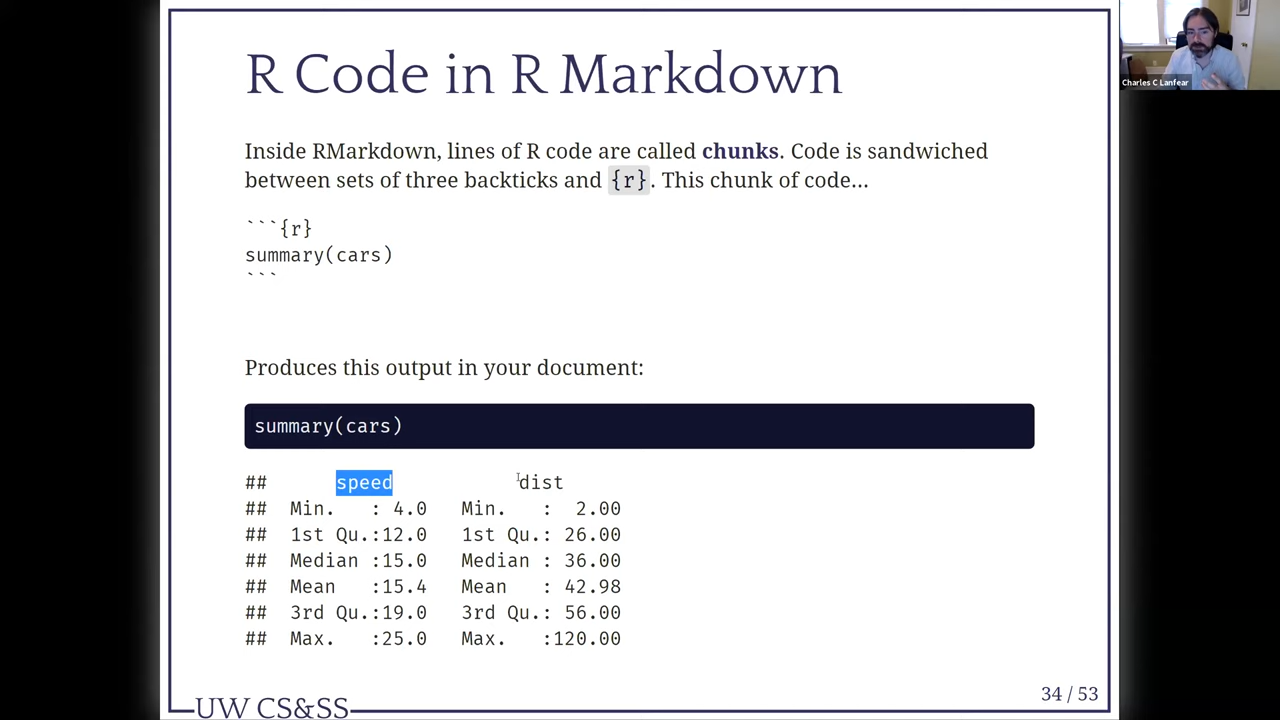 R Code in R Markdown
Charles C Lanfear
Inside RMarkdown, lines of R code are called chunks. Code is sandwiched
between sets of three backticks and {r}. This chunk of code...
```{r}
summary(cars)
```
Produces this output in your document:
summary(cars)
##      speed           dist
##  Min.   : 4.0   Min.   :  2.00
##  1st Qu.:12.0   1st Qu.: 26.00
##  Median :15.0   Median : 36.00
##  Mean   :15.4   Mean   : 42.98
##  3rd Qu.:19.0   3rd Qu.: 56.00
##  Max.   :25.0   Max.   :120.00
34 / 53
UW CS&SS